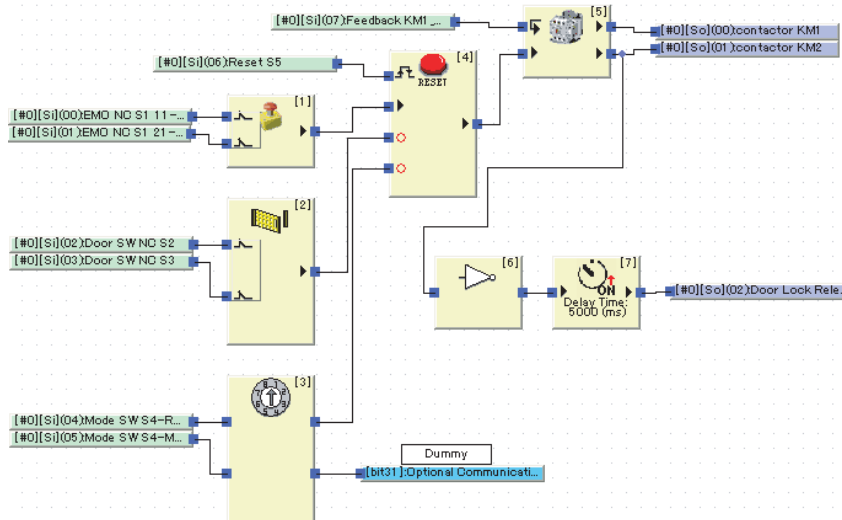 [#0][Si](07):Feedback KM1_...
[5]
[#0][So](00):contactor KM1
[#0][So](01):contactor KM2
[#0][Si](06):Reset S5
[4]
RESET
[#0][Si](00):EMO NC S1 11-...
[#0][Si](01):EMO NC S1 21-...
[1]
[2]
[#0][Si](02):Door SW NC S2
[#0][Si](03):Door SW NC S3
[6]
[7]
ON
Delay Time:
5000 (ms)
[#0][So](02):Door Lock Rele...
[3]
[#0][Si](04):Mode SW S4-R...
[#0][Si](05):Mode SW S4-M...
Dummy
[bit31]:Optional Communicati...